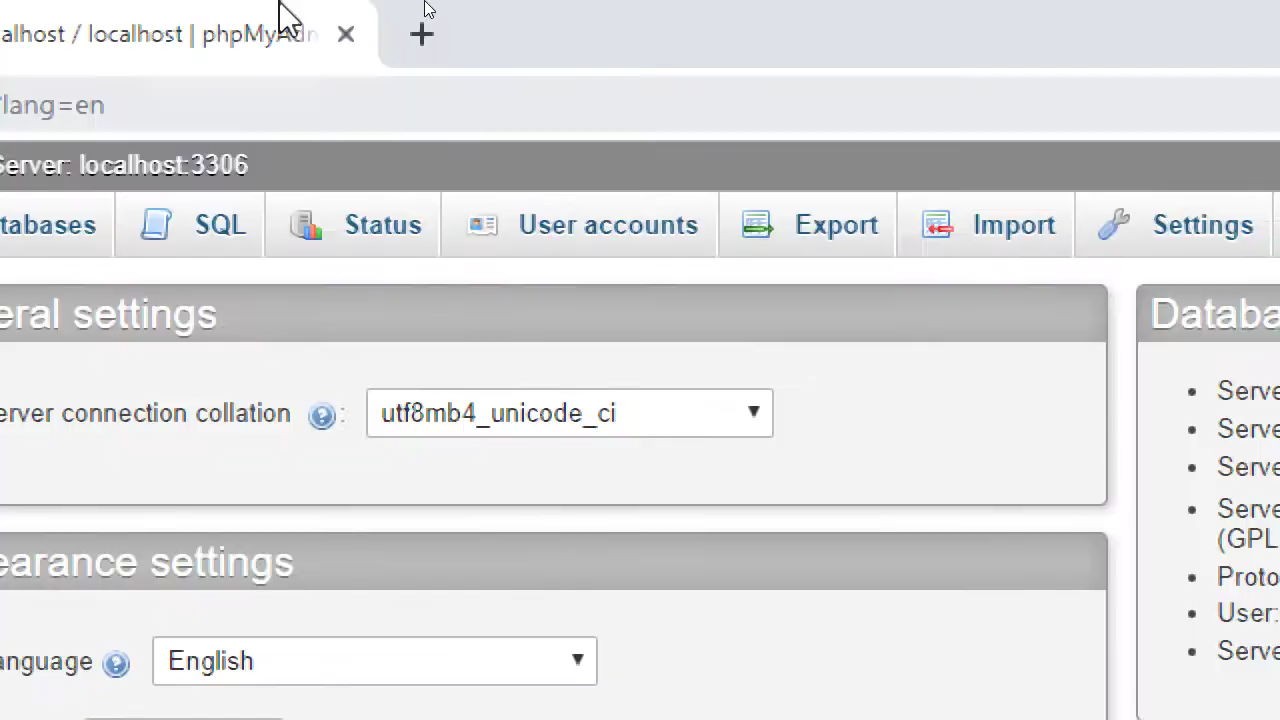 alhost / localhost | phpMyAdn
?lang=en
Server: localhost:3306
tabases SQL Status User accounts Export Import Settings
eral settings
Databa
erver connection collation : utf8mb4_unicode_ci
Serve
Serve
Serve
Serve
(GPL
Proto
User:
Serve
earance settings
anguage English